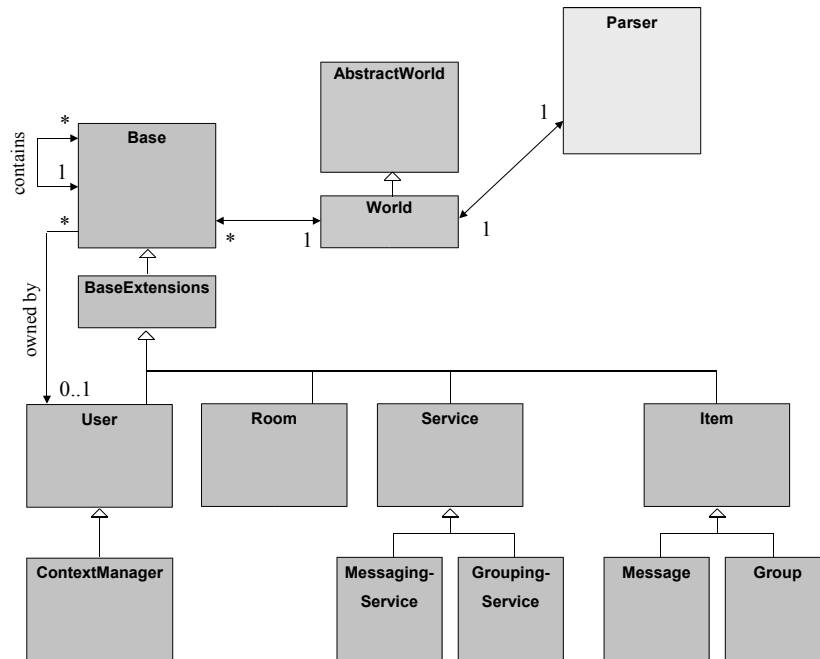 Parser
AbstractWorld
1
*
Base
contains
1
World
*
*
1
1
BaseExtensions
owned by
0..1
User
Room
Service
Item
ContextManager
Messaging-
Service
Grouping-
Service
Message
Group